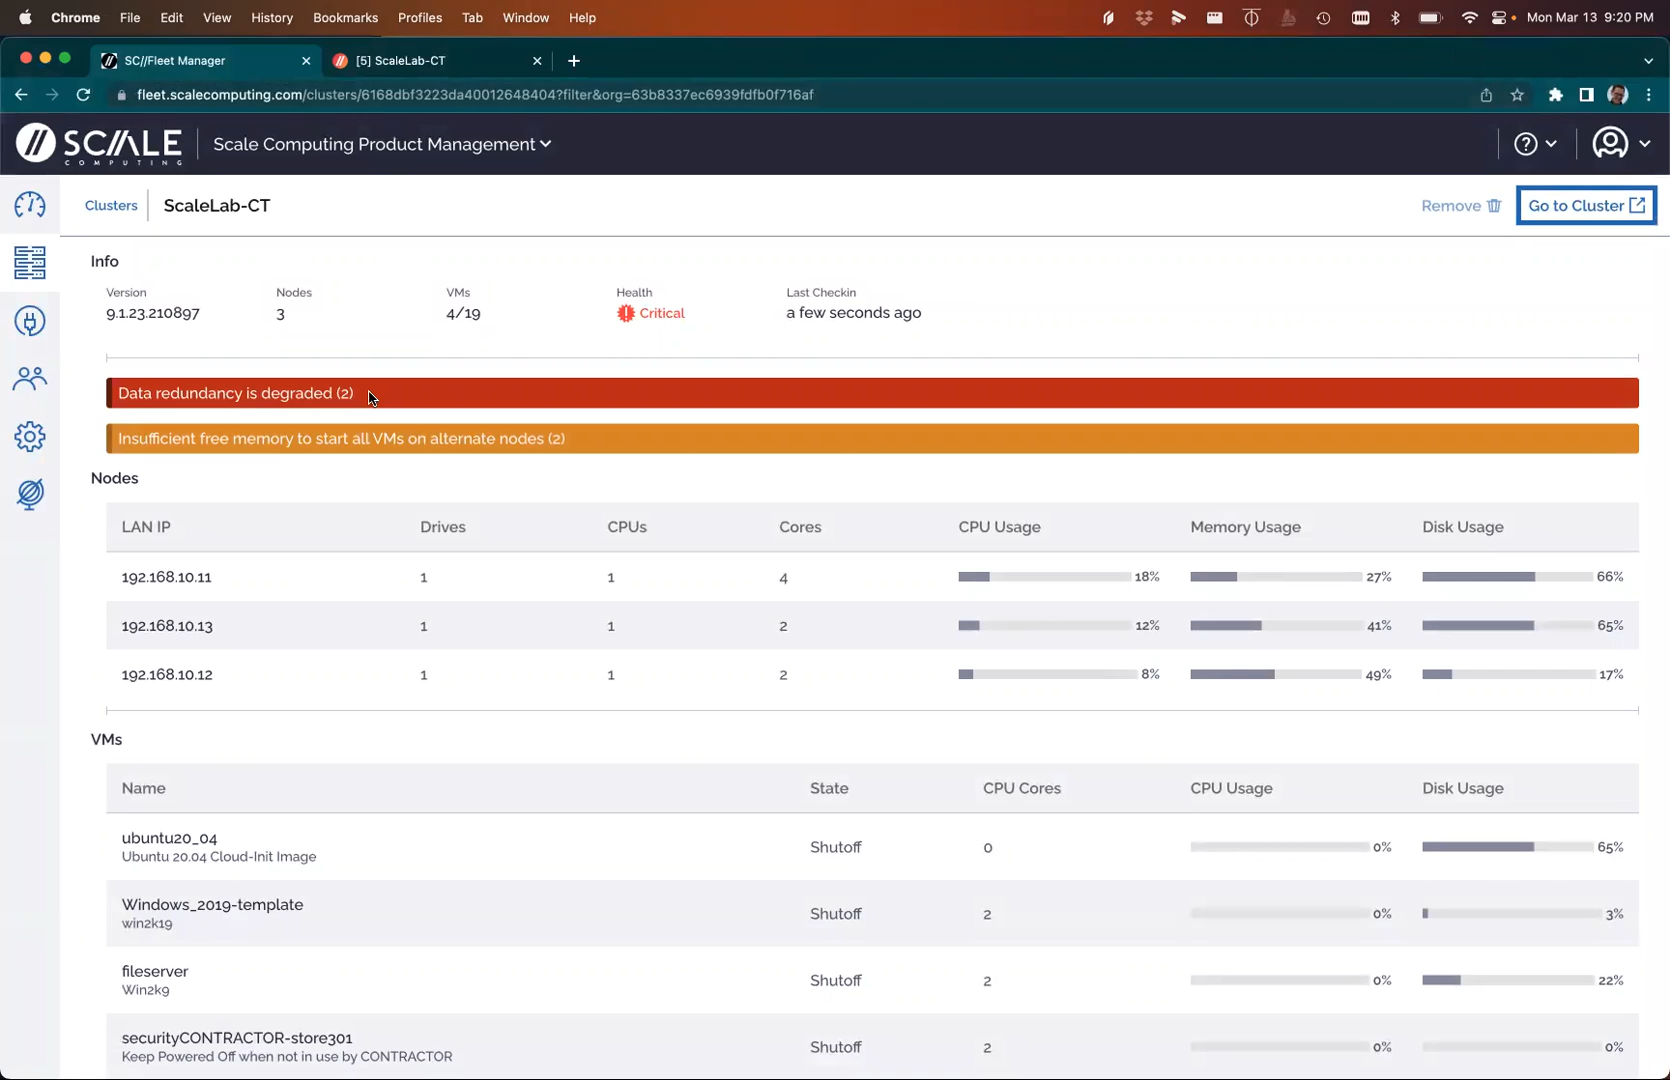 Chrome File Edit View History Bookmarks Profiles Tab Window Help Mon Mar 13 9:20 PM
SC//Fleet Manager [5] ScaleLab-CT
fleet.scalecomputing.com/clusters/6168dbf3223da40012648404?filter&org=63b8337ec6939fdfb0f716af
SCALE COMPUTING Scale Computing Product Management
Clusters ScaleLab-CT Remove Go to Cluster
Info
Version Nodes VMs Health Last Checkin
9.1.23.210897 3 4/19 Critical a few seconds ago
Data redundancy is degraded (2)
Insufficient free memory to start all VMs on alternate nodes (2)
Nodes
LAN IP Drives CPUs Cores CPU Usage Memory Usage Disk Usage
192.168.10.11 1 1 4 18% 27% 66%
192.168.10.13 1 1 2 12% 41% 65%
192.168.10.12 1 1 2 8% 49% 17%
VMs
Name State CPU Cores CPU Usage Disk Usage
ubuntu20_04
Ubuntu 20.04 Cloud-Init Image Shutoff 0 0% 65%
Windows_2019-template
win2k19 Shutoff 2 0% 3%
fileserver
Win2k9 Shutoff 2 0% 22%
securityCONTRACTOR-store301
Keep Powered Off when not in use by CONTRACTOR Shutoff 2 0% 0%